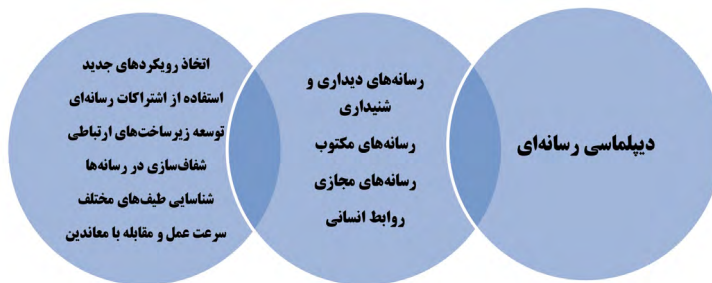 دیپلماسی رسانه‌ای
رسانه‌های دیداری و
شنیداری
رسانه‌های مکتوب
رسانه‌های مجازی
روابط انسانی
اتخاذ رویکردهای جدید
استفاده از اشتراکات رسانه‌ای
توسعه زیرساخت‌های ارتباطی
شفاف‌سازی در رسانه‌ها
شناسایی طیف‌های مختلف
سرعت عمل و مقابله با معاندین